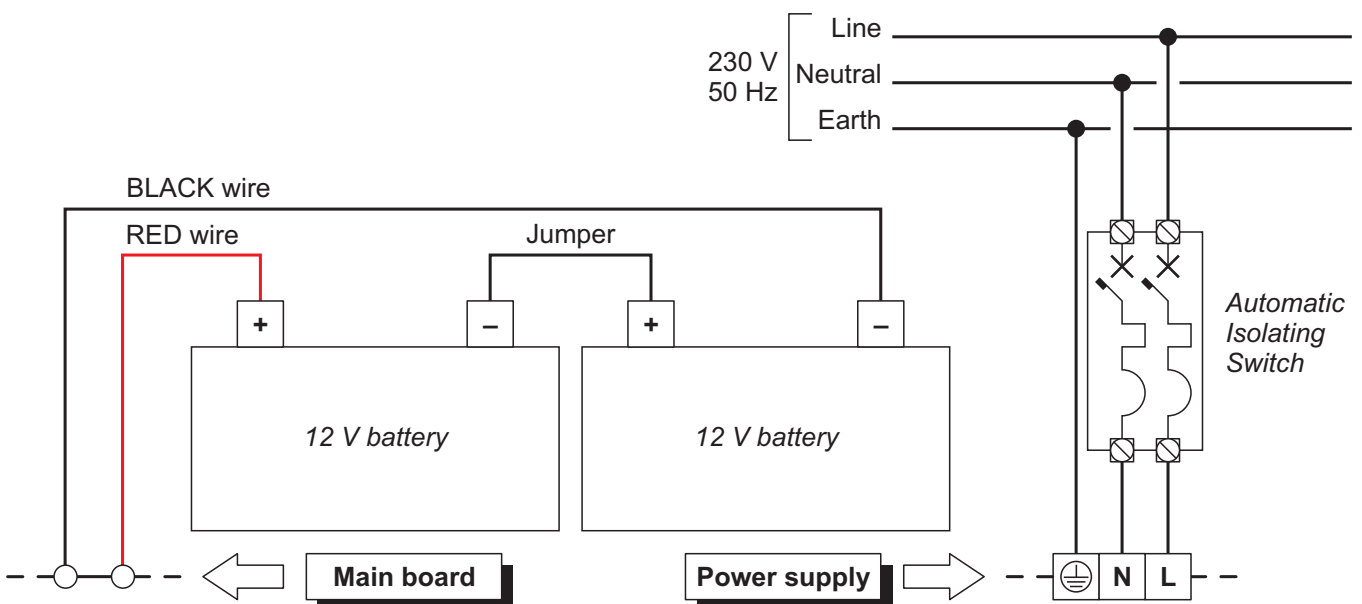 Line
230 V
50 Hz
Neutral
Earth
BLACK wire
RED wire
Jumper
+
–
+
–
12 V battery
12 V battery
Automatic
Isolating
Switch
Main board
Power supply
N
L